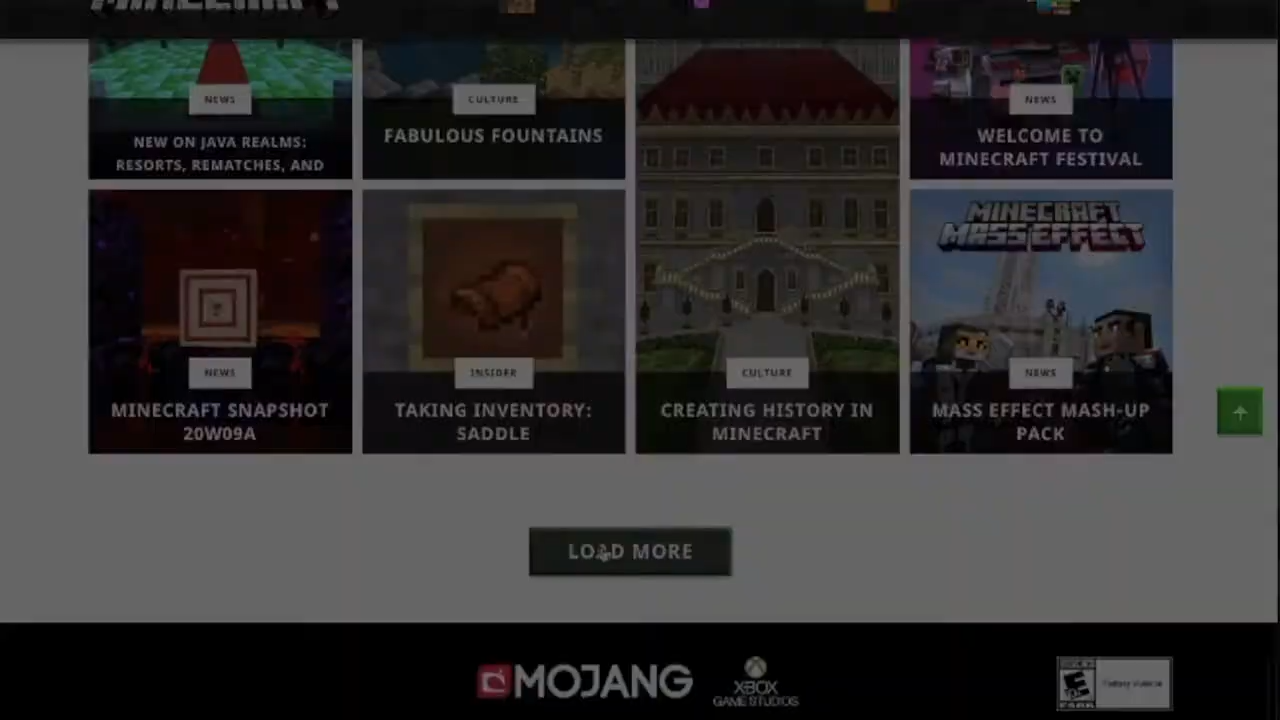 MINECRAFT
NEWS
NEW ON JAVA REALMS:
RESORTS, REMATCHES, AND
CULTURE
FABULOUS FOUNTAINS
NEWS
WELCOME TO
MINECRAFT FESTIVAL
NEWS
MINECRAFT SNAPSHOT
20W09A
INSIDER
TAKING INVENTORY:
SADDLE
CULTURE
CREATING HISTORY IN
MINECRAFT
MINECRAFT
MASS EFFECT
NEWS
MASS EFFECT MASH-UP
PACK
LOAD MORE
MOJANG
XBOX
GAME STUDIOS
E